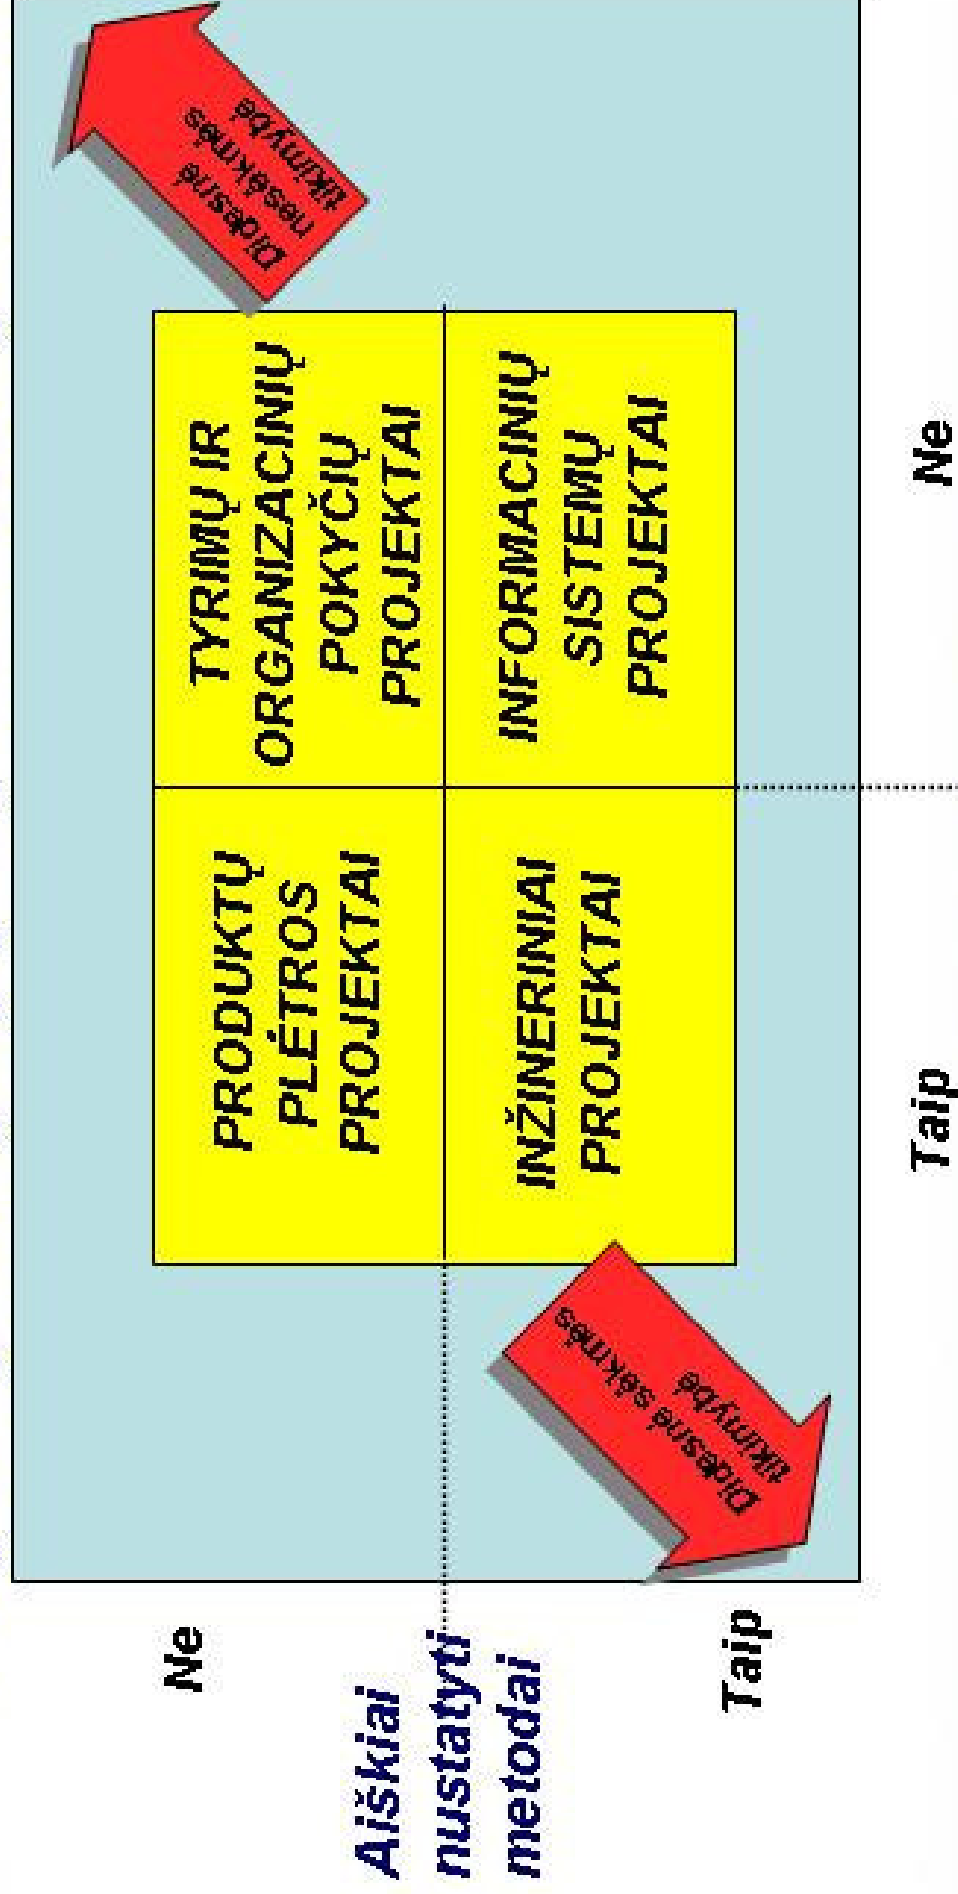 Didesnė
nesėkmės
tikimybė
Ne
PRODUKTŲ
PLĖTROS
PROJEKTAI
TYRIMŲ IR
ORGANIZACINIŲ
POKYČIŲ
PROJEKTAI
Aiškiai
nustatyti
metodai
INŽINERINIAI
PROJEKTAI
INFORMACINIŲ
SISTEMŲ
PROJEKTAI
Taip
Didesnė sėkmės
tikimybė
Taip
Ne